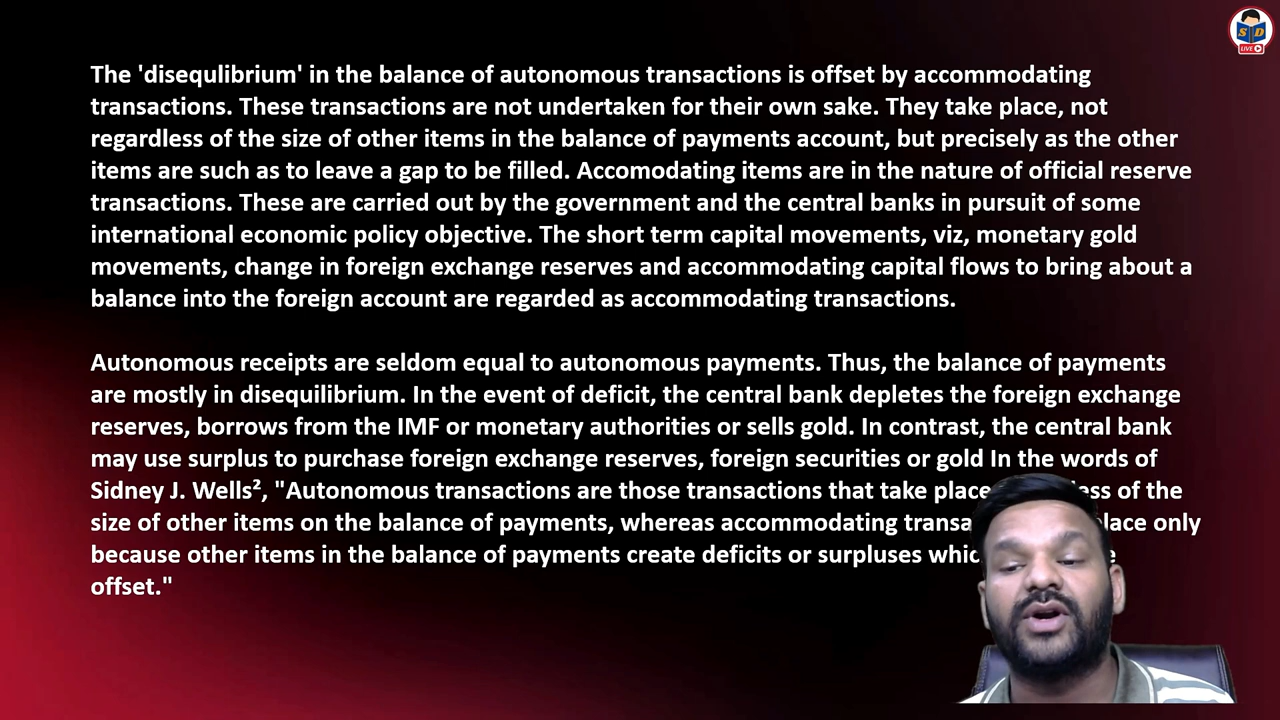 S D
LIVE
The 'disequlibrium' in the balance of autonomous transactions is offset by accommodating
transactions. These transactions are not undertaken for their own sake. They take place, not
regardless of the size of other items in the balance of payments account, but precisely as the other
items are such as to leave a gap to be filled. Accomodating items are in the nature of official reserve
transactions. These are carried out by the government and the central banks in pursuit of some
international economic policy objective. The short term capital movements, viz, monetary gold
movements, change in foreign exchange reserves and accommodating capital flows to bring about a
balance into the foreign account are regarded as accommodating transactions.
Autonomous receipts are seldom equal to autonomous payments. Thus, the balance of payments
are mostly in disequilibrium. In the event of deficit, the central bank depletes the foreign exchange
reserves, borrows from the IMF or monetary authorities or sells gold. In contrast, the central bank
may use surplus to purchase foreign exchange reserves, foreign securities or gold In the words of
Sidney J. Wells², "Autonomous transactions are those transactions that take place of the
size of other items on the balance of payments, whereas accommodating only
because other items in the balance of payments create deficits or surpluses
offset."